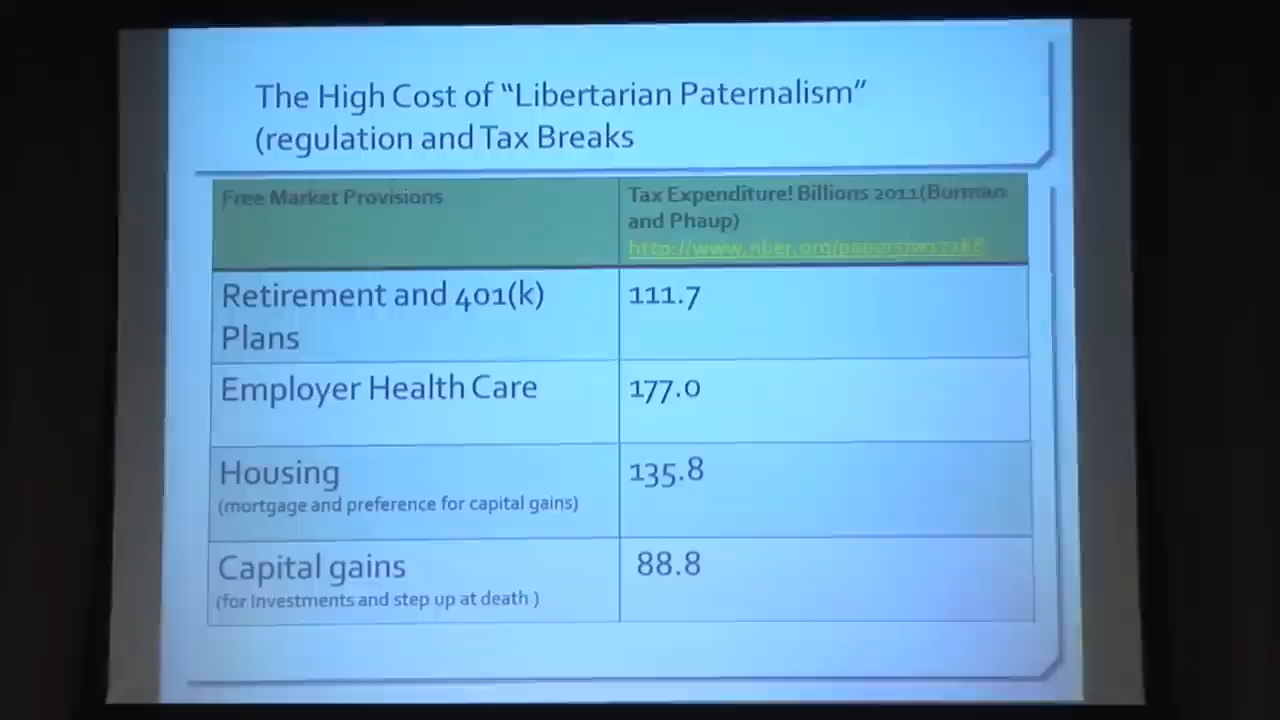 The High Cost of “Libertarian Paternalism”
(regulation and Tax Breaks
Free Market Provisions
Tax Expenditure! Billions 2011(Burman
and Phaup)
http://www.nber.org/papers/w17268
Retirement and 401(k)
Plans
111.7
Employer Health Care
177.0
Housing
(mortgage and preference for capital gains)
135.8
Capital gains
(for Investments and step up at death )
88.8